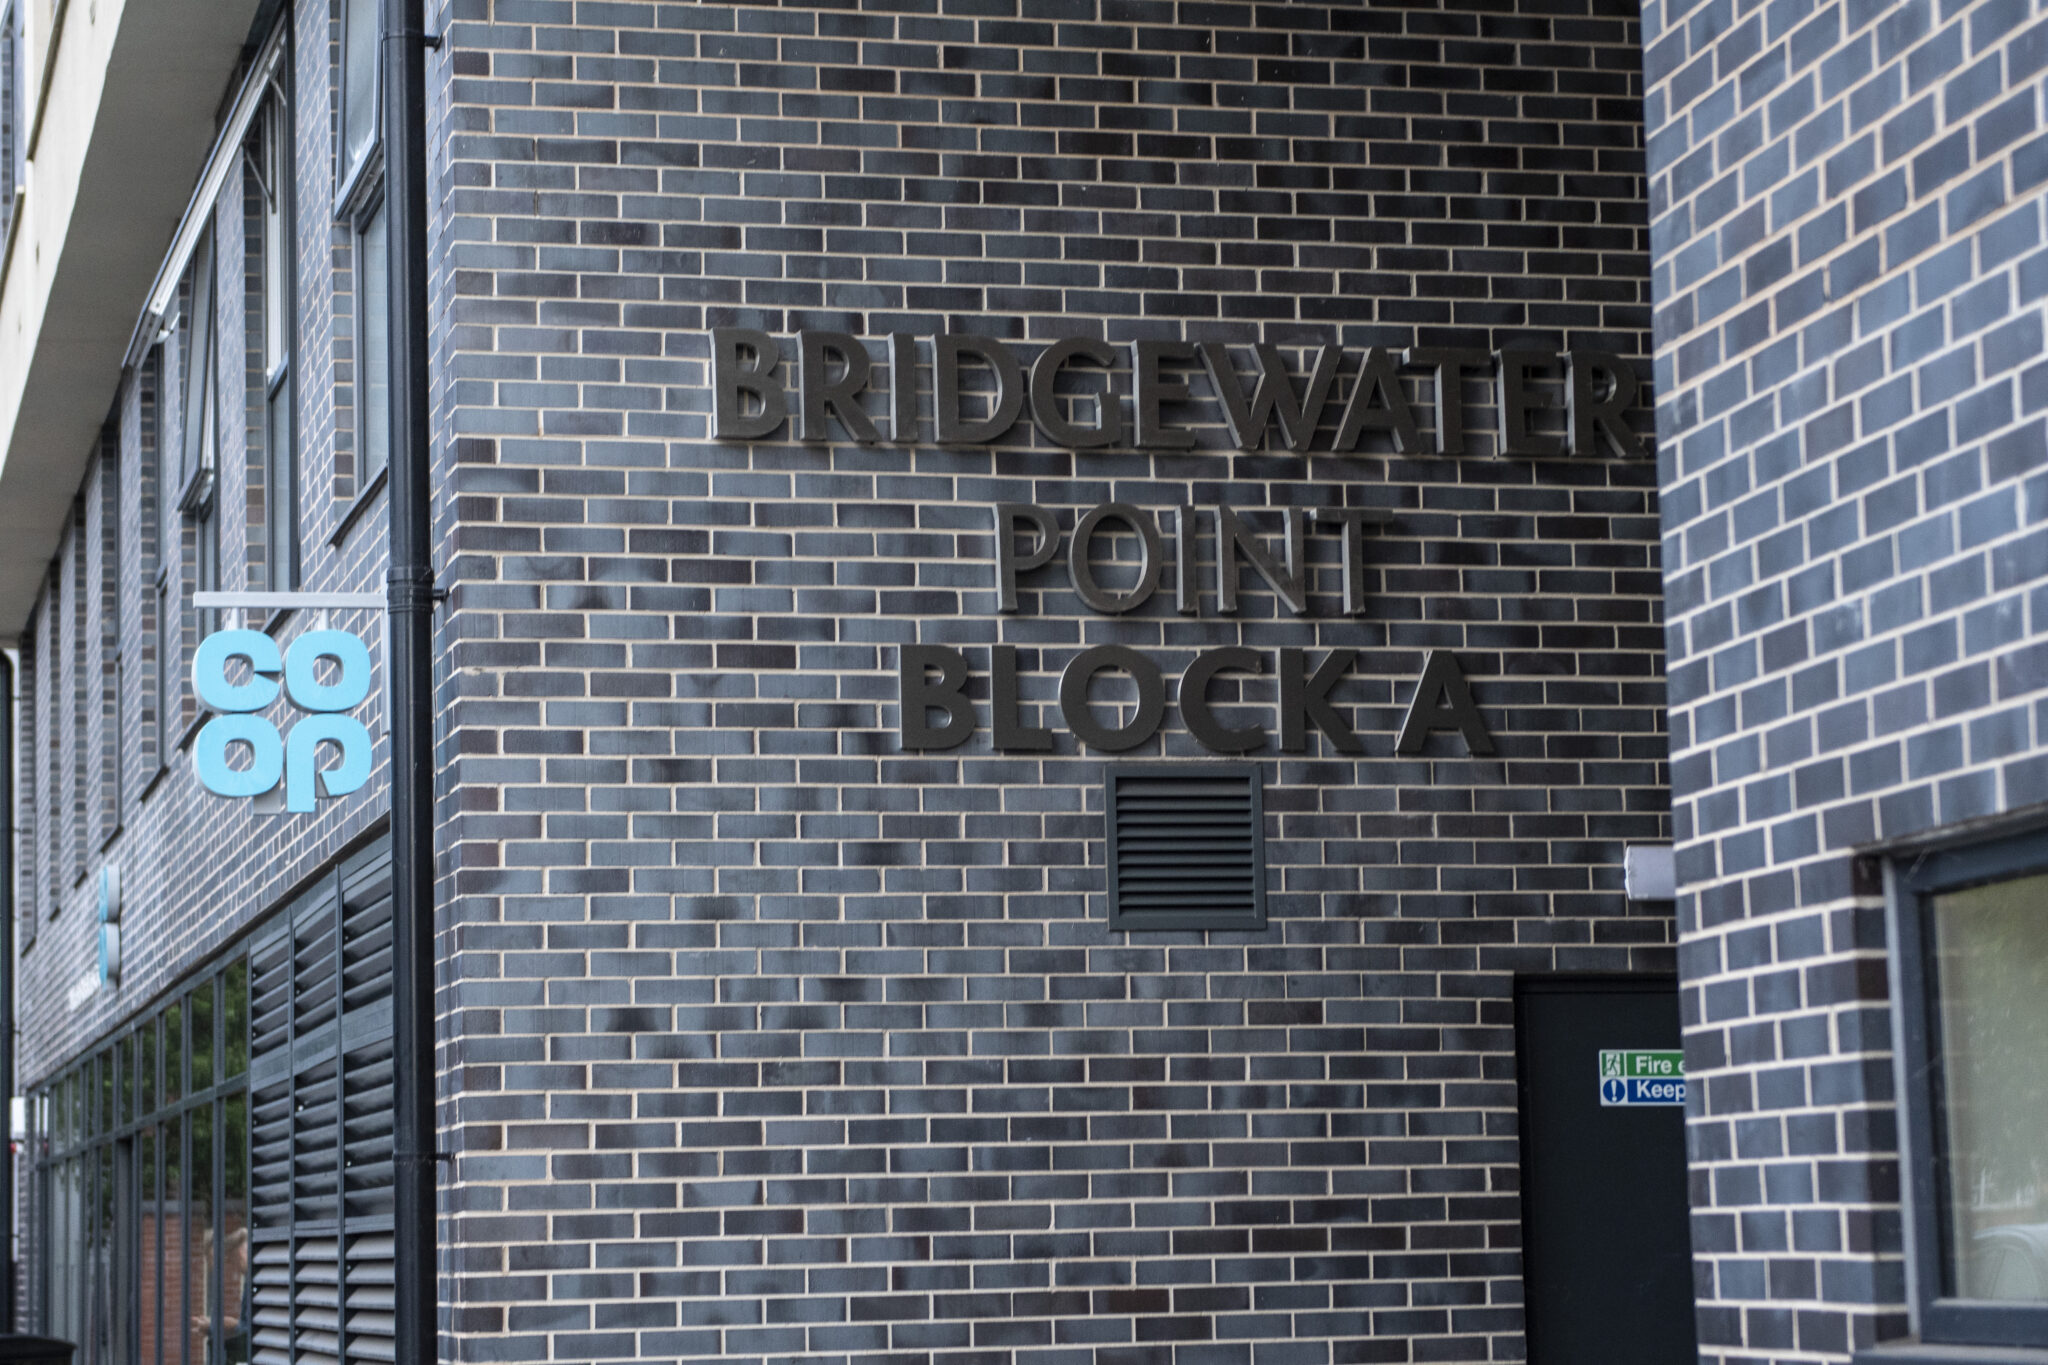 BRIDGEWATER
POINT
BLOCK A
co
op
Fire
Keep